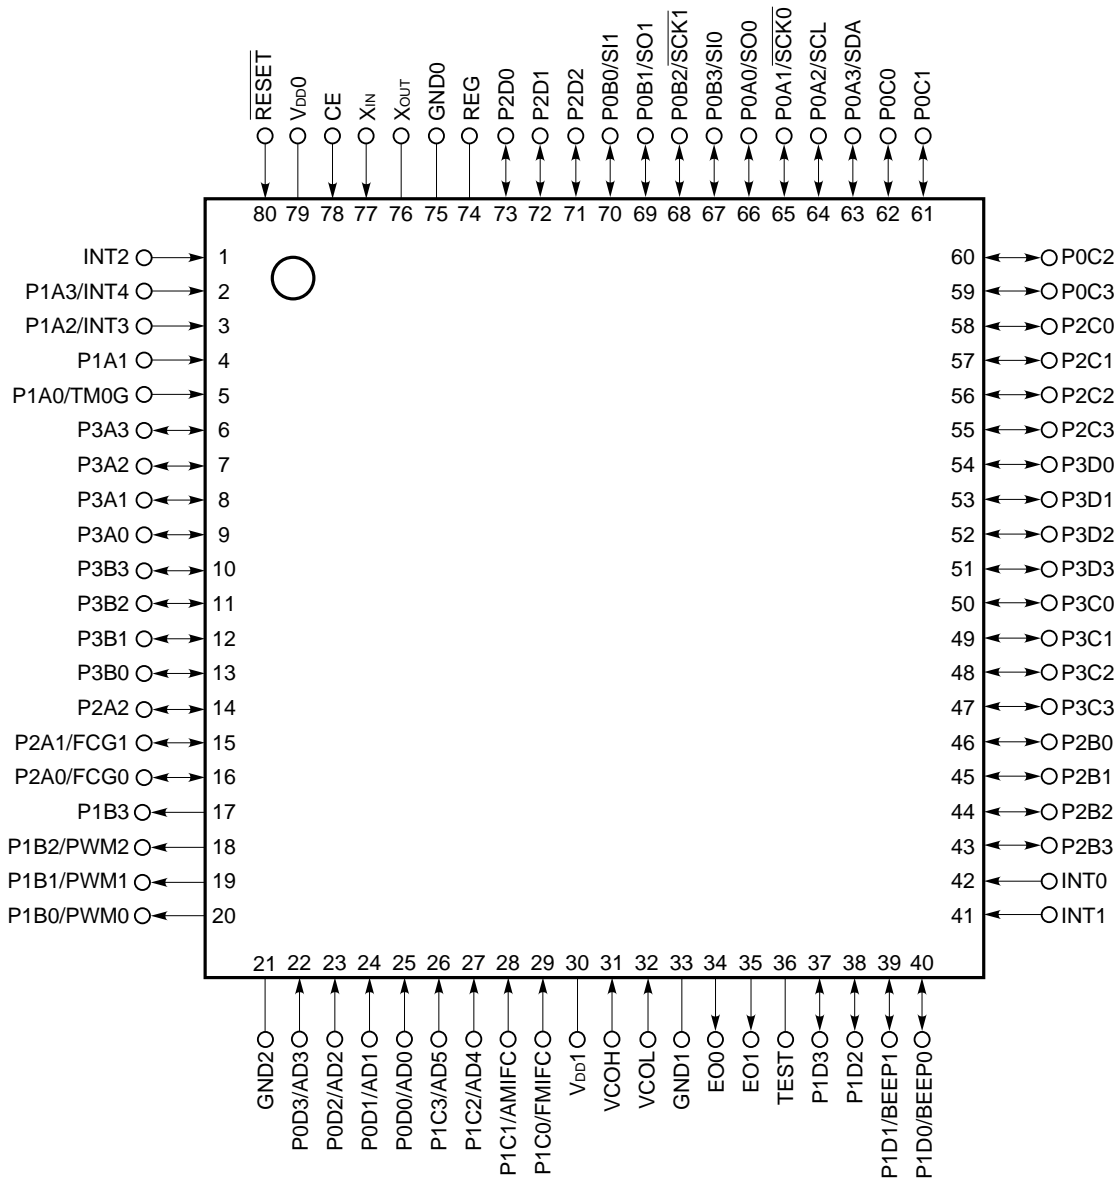 RESET
VDD0
CE
XIN
XOUT
GND0
REG
P2D0
P2D1
P2D2
P0B0/SI1
P0B1/SO1
P0B2/SCK1
P0B3/SI0
P0A0/SO0
P0A1/SCK0
P0A2/SCL
P0A3/SDA
P0C0
P0C1
80 79 78 77 76 75 74 73 72 71 70 69 68 67 66 65 64 63 62 61
INT2 1 60 P0C2
P1A3/INT4 2 59 P0C3
P1A2/INT3 3 58 P2C0
P1A1 4 57 P2C1
P1A0/TM0G 5 56 P2C2
P3A3 6 55 P2C3
P3A2 7 54 P3D0
P3A1 8 53 P3D1
P3A0 9 52 P3D2
P3B3 10 51 P3D3
P3B2 11 50 P3C0
P3B1 12 49 P3C1
P3B0 13 48 P3C2
P2A2 14 47 P3C3
P2A1/FCG1 15 46 P2B0
P2A0/FCG0 16 45 P2B1
P1B3 17 44 P2B2
P1B2/PWM2 18 43 P2B3
P1B1/PWM1 19 42 INT0
P1B0/PWM0 20 41 INT1
21 22 23 24 25 26 27 28 29 30 31 32 33 34 35 36 37 38 39 40
GND2
P0D3/AD3
P0D2/AD2
P0D1/AD1
P0D0/AD0
P1C3/AD5
P1C2/AD4
P1C1/AMIFC
P1C0/FMIFC
VDD1
VCOH
VCOL
GND1
EO0
EO1
TEST
P1D3
P1D2
P1D1/BEEP1
P1D0/BEEP0